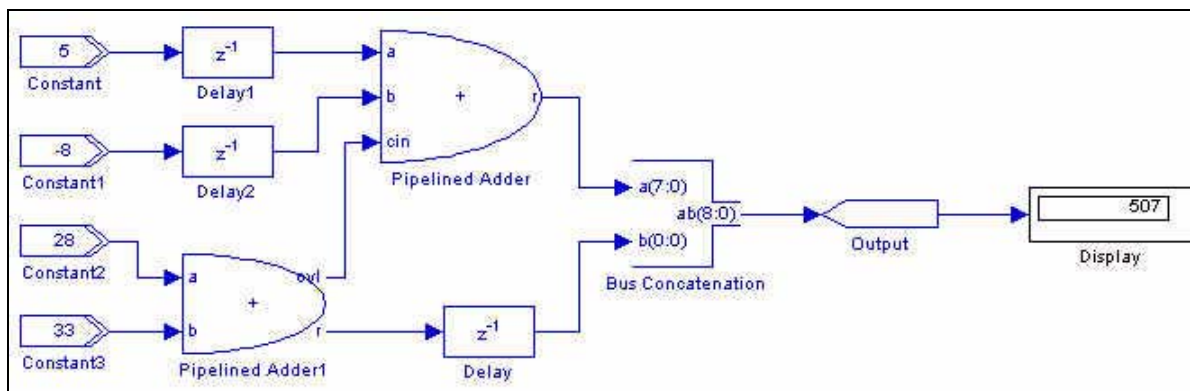 5
Constant
z-1
Delay1
-8
Constant1
z-1
Delay2
a
b
cin
+
r
Pipelined Adder
28
Constant2
33
Constant3
a
b
+
ovl
r
Pipelined Adder1
z-1
Delay
a(7:0)
b(0:0)
ab(8:0)
Bus Concatenation
Output
507
Display